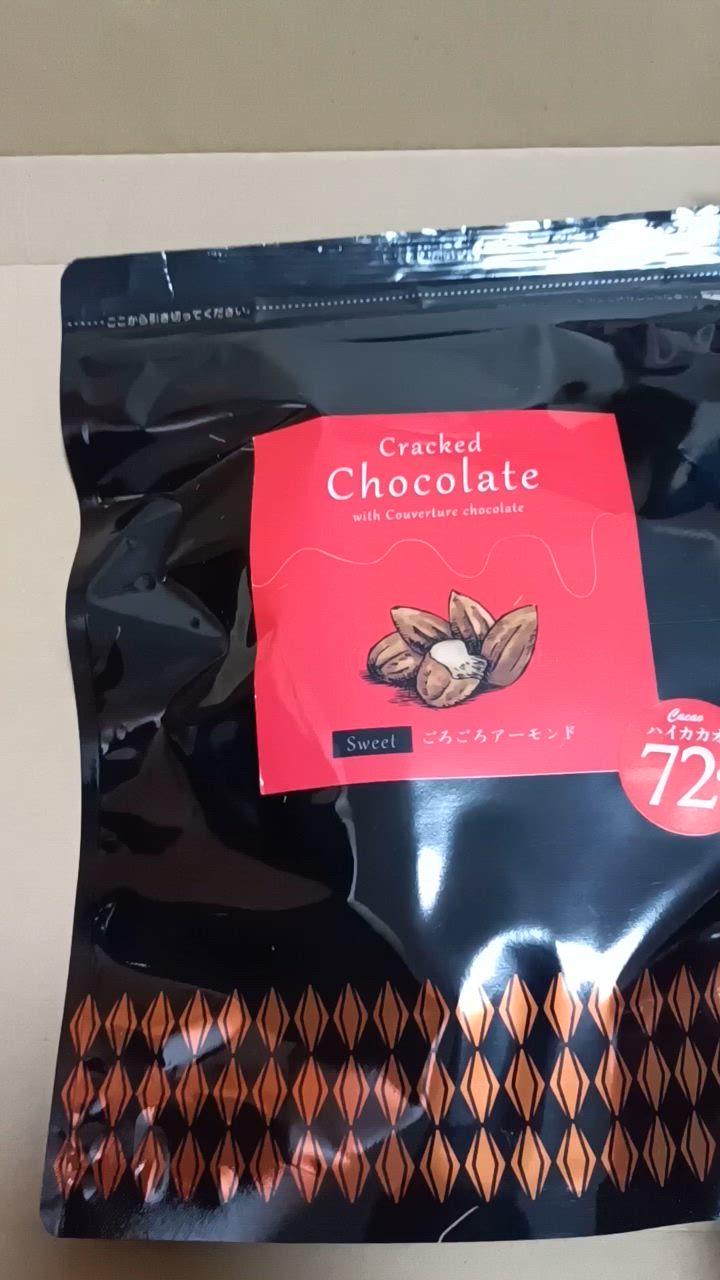 ここから引き切ってください。
Cracked
Chocolate
with Couverture chocolate
Sweet ごろごろアーモンド
Cacao
ハイカカオ
72